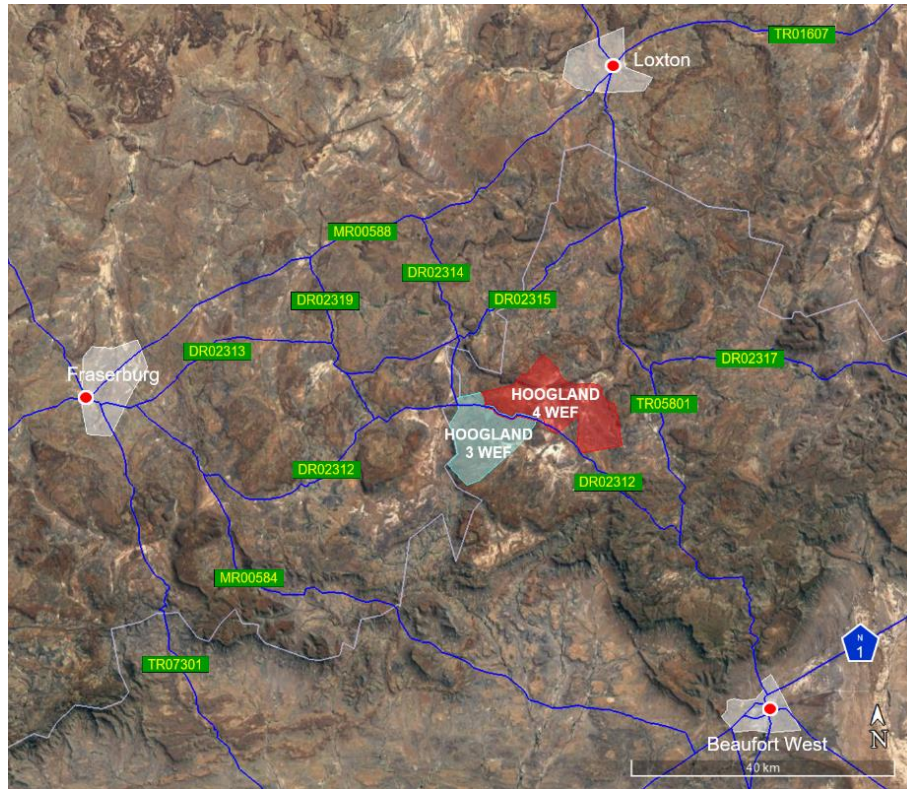 TR01607
Loxton
MR00588
DR02314
DR02319
DR02315
DR02313
DR02317
Fraserburg
HOOGLAND
4 WEF
TR05801
HOOGLAND
3 WEF
DR02312
DR02312
MR00584
N
1
TR07301
Beaufort West
N
40 km